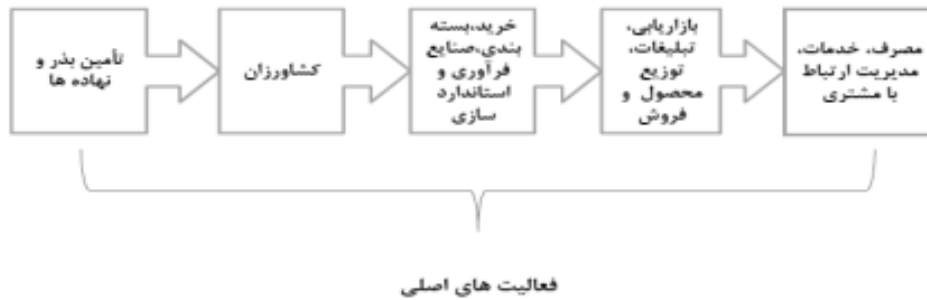 تأمین بذر و
نهاده ها
کشاورزان
خرید،بسته
بندی،صنایع
فرآوری و
استاندارد
سازی
بازاریابی،
تبلیغات،
توزیع
محصول و
فروش
مصرف، خدمات،
مدیریت ارتباط
با مشتری
فعالیت های اصلی